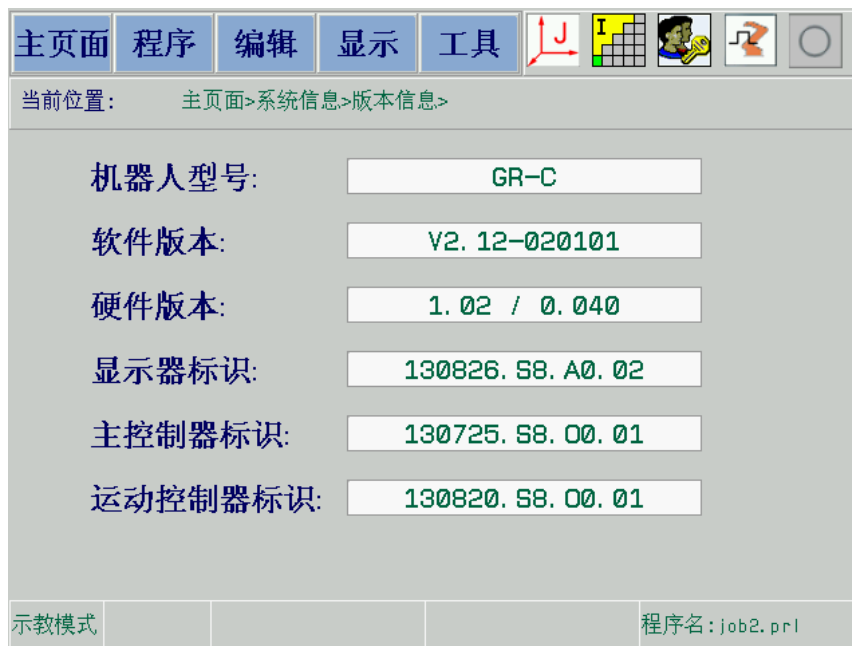 主页面 程序 编辑 显示 工具 J I
当前位置: 主页面>系统信息>版本信息>
机器人型号: GR-C
软件版本: V2.12-020101
硬件版本: 1.02 / 0.040
显示器标识: 130826.S8.A0.02
主控制器标识: 130725.S8.O0.01
运动控制器标识: 130820.S8.O0.01
示教模式 程序名:job2.prl